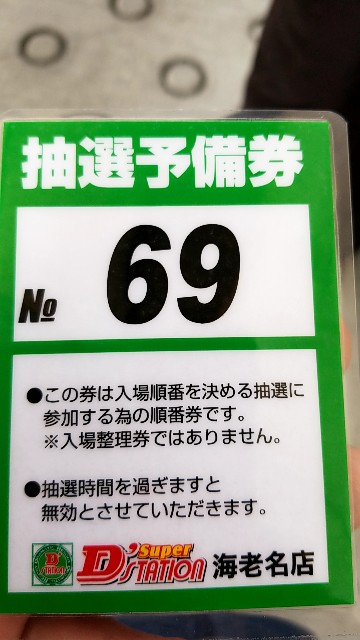 抽選予備券
No 69
●この券は入場順番を決める抽選に
参加する為の順番券です。
※入場整理券ではありません。
●抽選時間を過ぎますと
無効とさせていただきます。
D'STATION Super D'STATION 海老名店